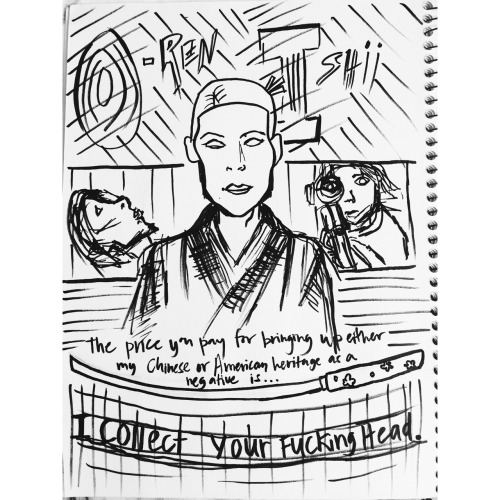 O-REN ISHii
The price you pay for bringing up either
my Chinese or American heritage as a
negative is...
I Collect your Fucking Head.